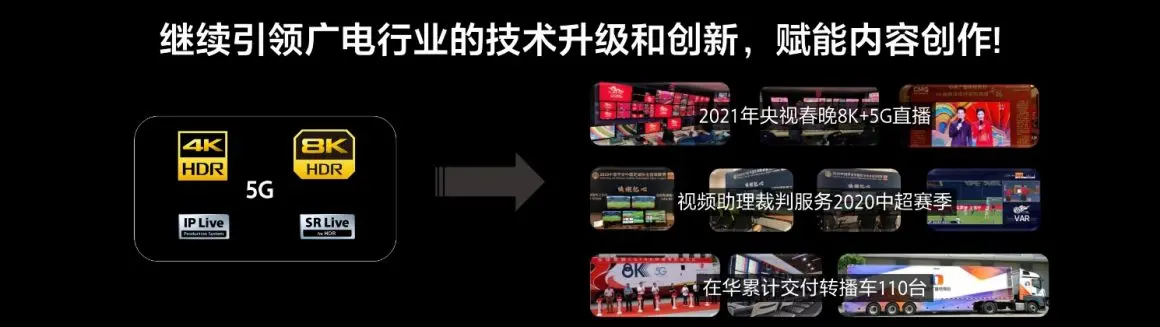 继续引领广电行业的技术升级和创新，赋能内容创作!
4K
HDR
8K
HDR
5G
IP Live
Production System
SR Live
for HDR
2021年央视春晚8K+5G直播
视频助理裁判服务2020中超赛季
VAR
8K 5G
在华累计交付转播车110台